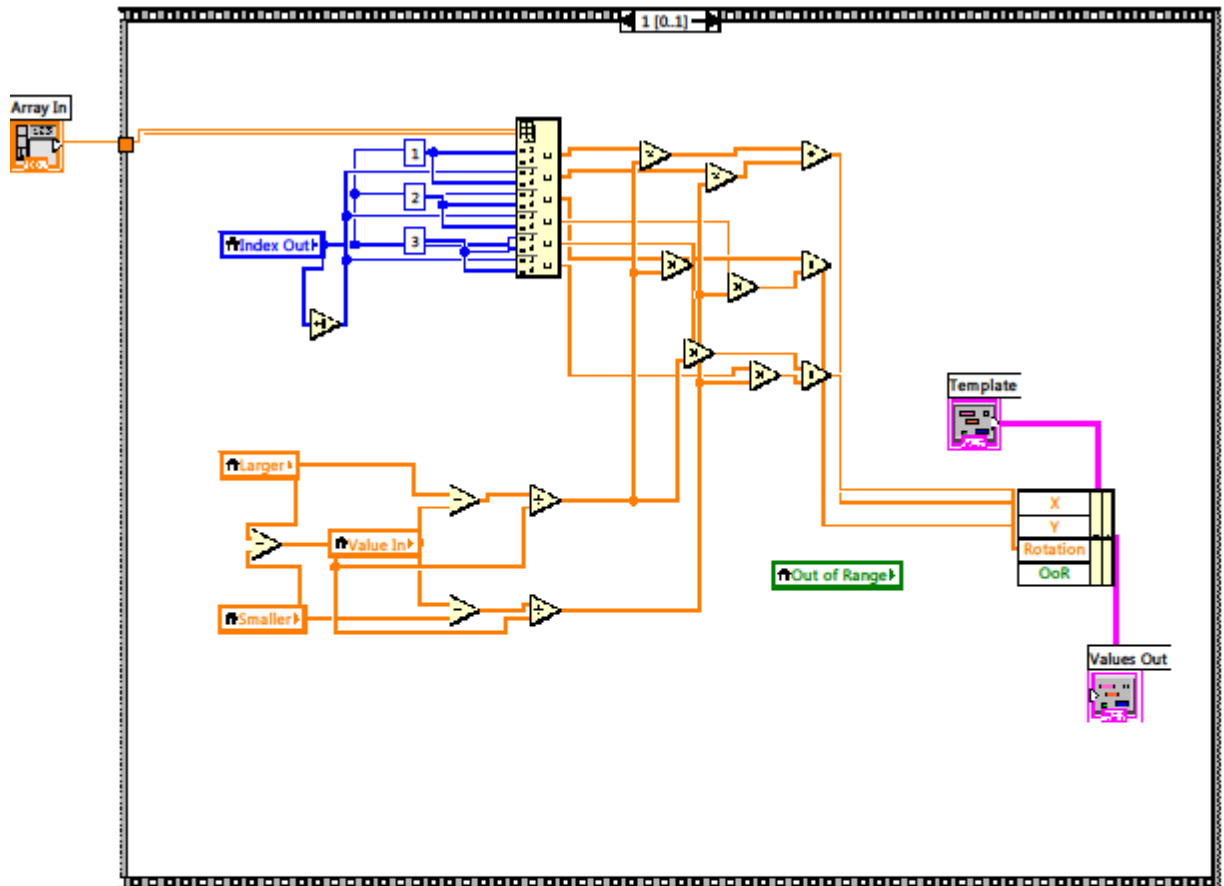 1 [0..1]
Array In
1
2
3
Index Out
Larger
Value In
Smaller
Template
X
Y
Rotation
OoR
Out of Range
Values Out